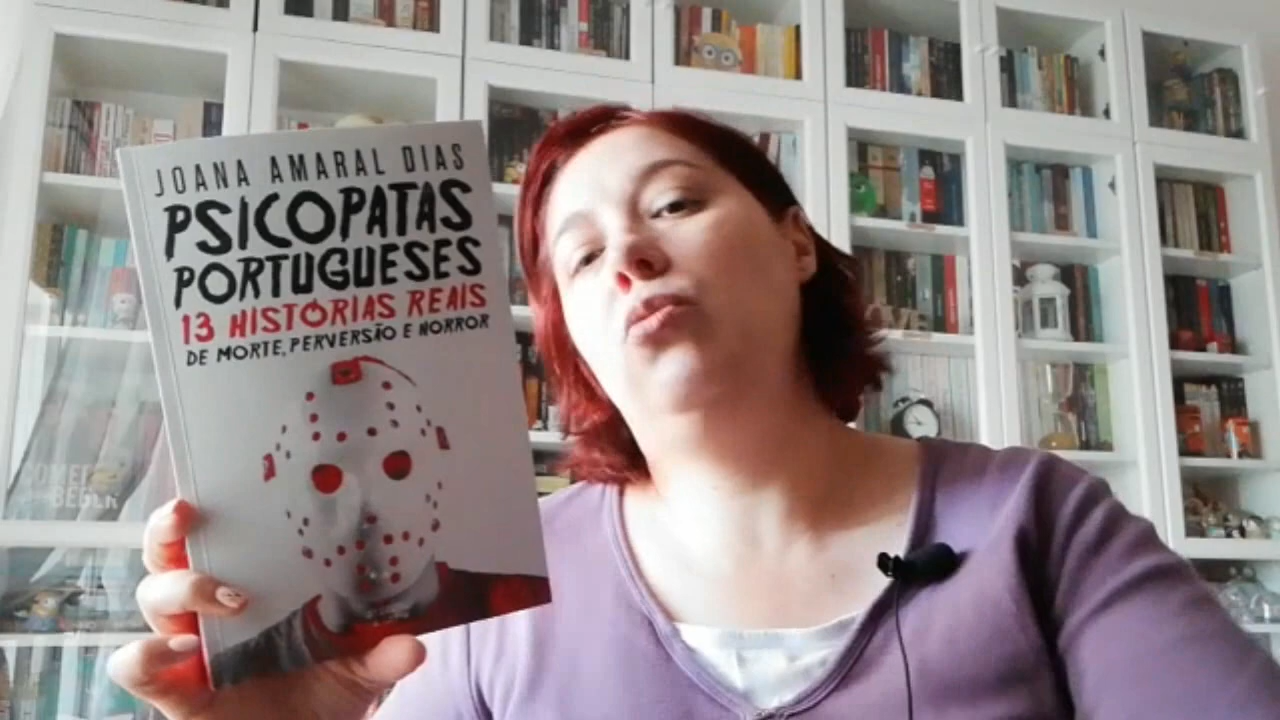 JOANA AMARAL DIAS
PSICOPATAS
PORTUGUESES
13 HISTÓRIAS REAIS
DE MORTE, PERVERSÃO E HORROR